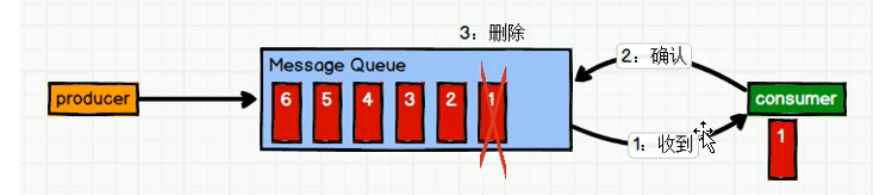 3：删除
Message Queue
2：确认
producer
6 5 4 3 2 1
consumer
1：收到
1